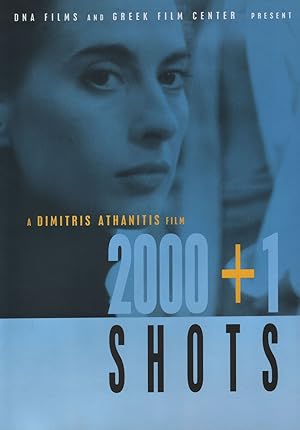 DNA FILMS AND GREEK FILM CENTER PRESENT
A DIMITRIS ATHANITIS FILM
2000 + 1
SHOTS